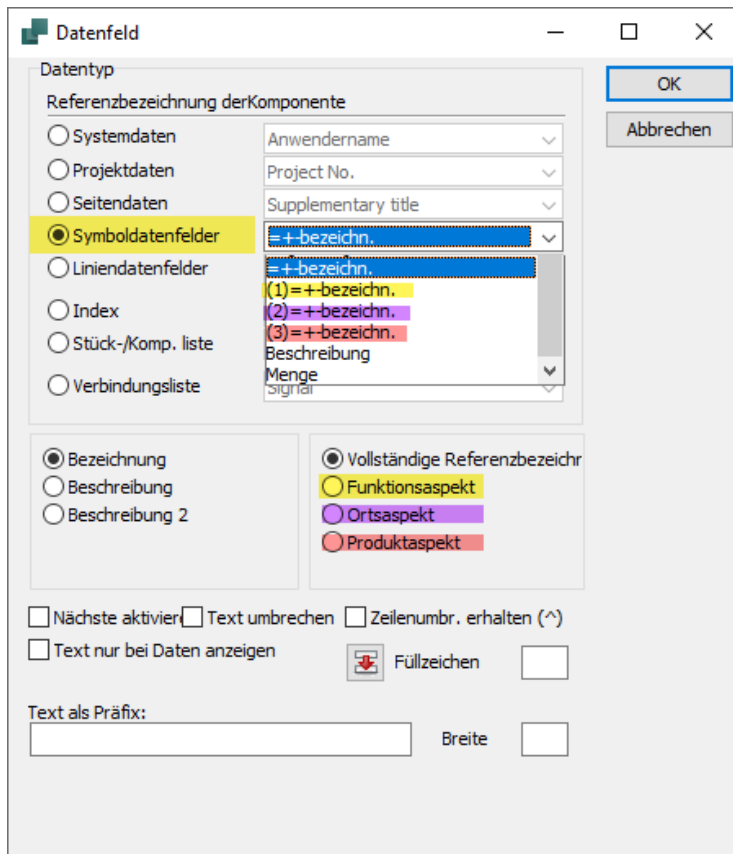 Datenfeld
Datentyp
Referenzbezeichnung derKomponente
Systemdaten Anwendername
Projektdaten Project No.
Seitendaten Supplementary title
Symboldatenfelder =+-bezeichn.
Liniendatenfelder =+-bezeichn.
(1)=+-bezeichn.
Index (2)=+-bezeichn.
Stück-/Komp. liste (3)=+-bezeichn.
Beschreibung
Menge
Verbindungsliste Signal
OK
Abbrechen
Bezeichnung
Beschreibung
Beschreibung 2
Vollständige Referenzbezeichr
Funktionsaspekt
Ortsaspekt
Produktaspekt
Nächste aktivier Text umbrechen Zeilenumbr. erhalten (^)
Text nur bei Daten anzeigen Füllzeichen
Text als Präfix:
Breite